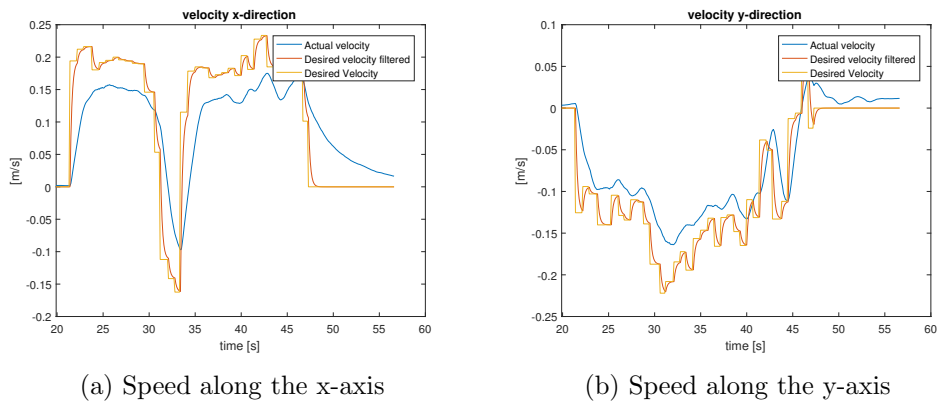 velocity x-direction
0.25
0.2
0.15
0.1
0.05
0
-0.05
-0.1
-0.15
-0.2
[m/s]
20 25 30 35 40 45 50 55 60
time [s]
Actual velocity
Desired velocity filtered
Desired Velocity
(a) Speed along the x-axis
velocity y-direction
0.1
0.05
0
-0.05
-0.1
-0.15
-0.2
-0.25
[m/s]
20 25 30 35 40 45 50 55 60
time [s]
Actual velocity
Desired velocity filtered
Desired Velocity
(b) Speed along the y-axis